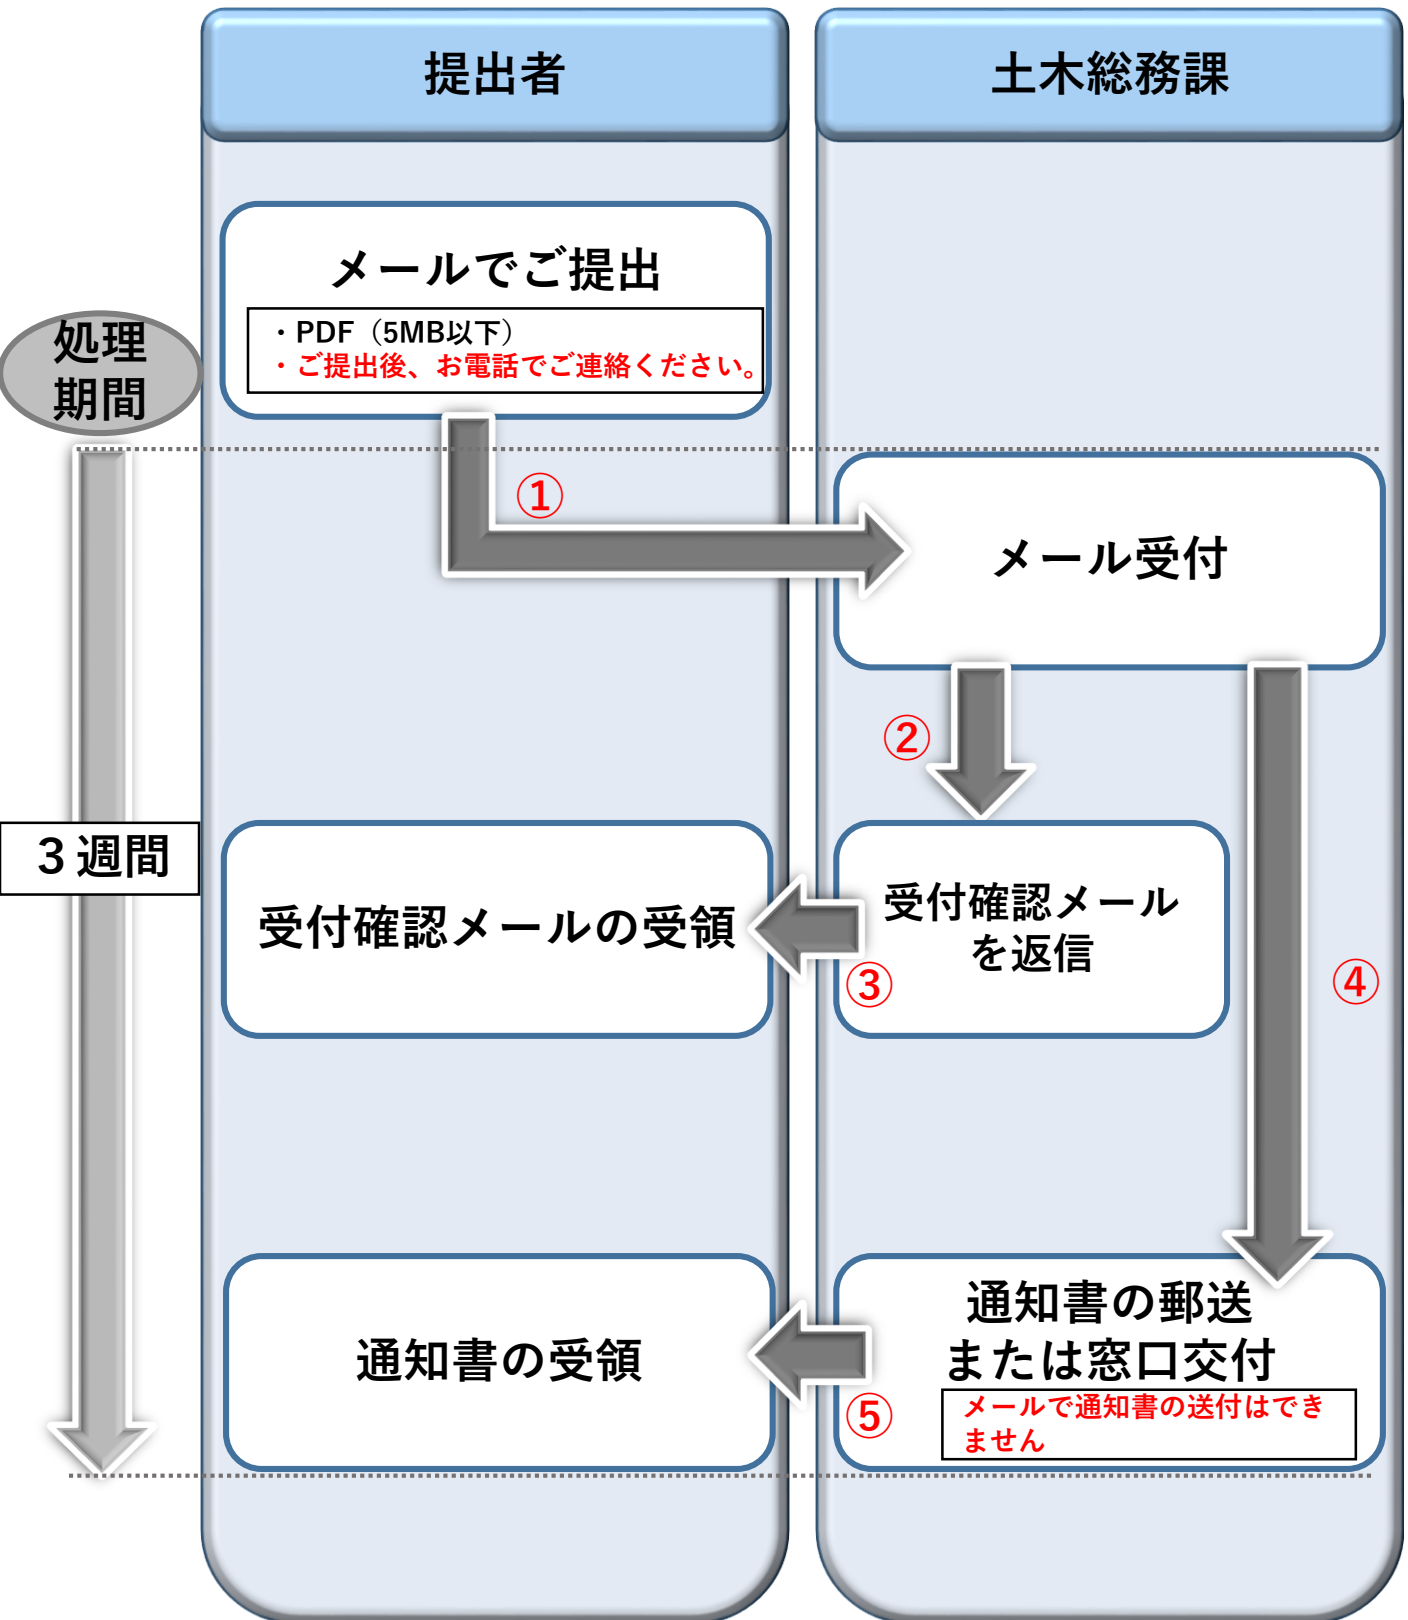 提出者
土木総務課
メールでご提出
・PDF（5MB以下）
・ご提出後、お電話でご連絡ください。
処理
期間
①
メール受付
②
３週間
受付確認メールの受領
受付確認メール
を返信
③
④
通知書の受領
通知書の郵送
または窓口交付
⑤
メールで通知書の送付はでき
ません